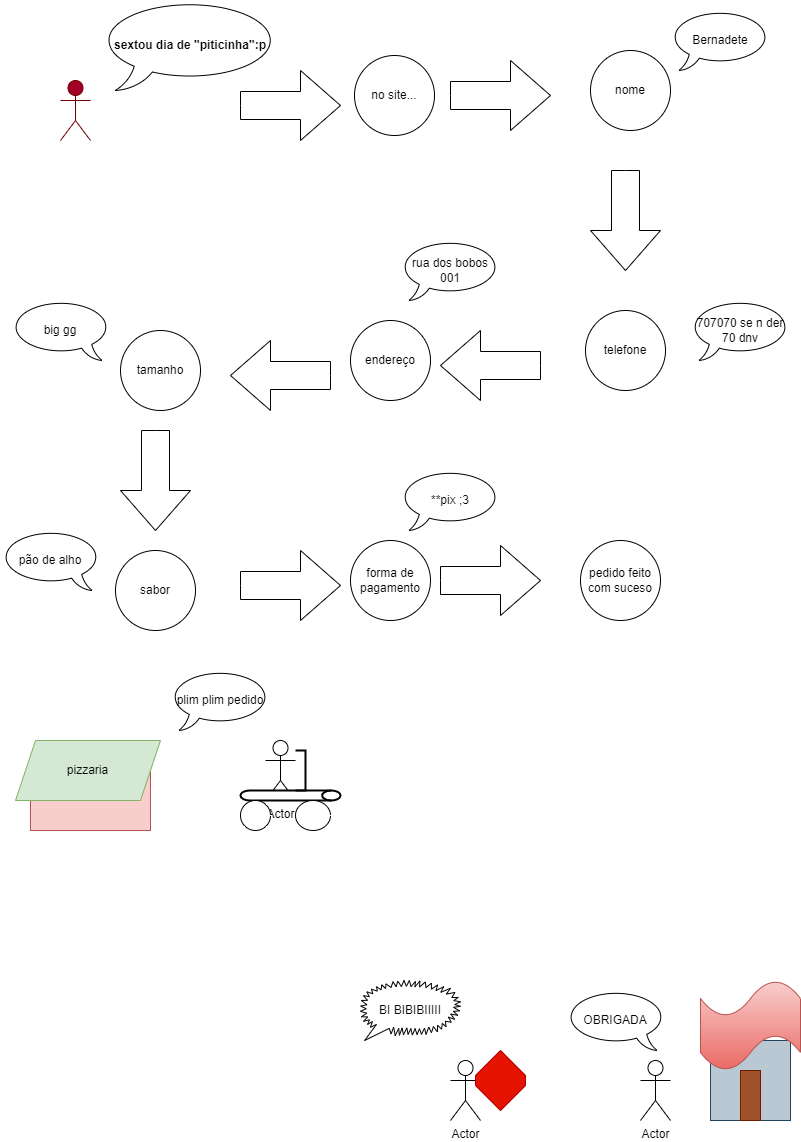 sextou dia de "piticinha":p
no site...
Bernadete
nome
rua dos bobos
001
707070 se n der
70 dnv
telefone
endereço
big gg
tamanho
**pix ;3
pão de alho
sabor
forma de
pagamento
pedido feito
com suceso
plim plim pedido
pizzaria
Actor
BI BIBIBIIIII
OBRIGADA
Actor
Actor